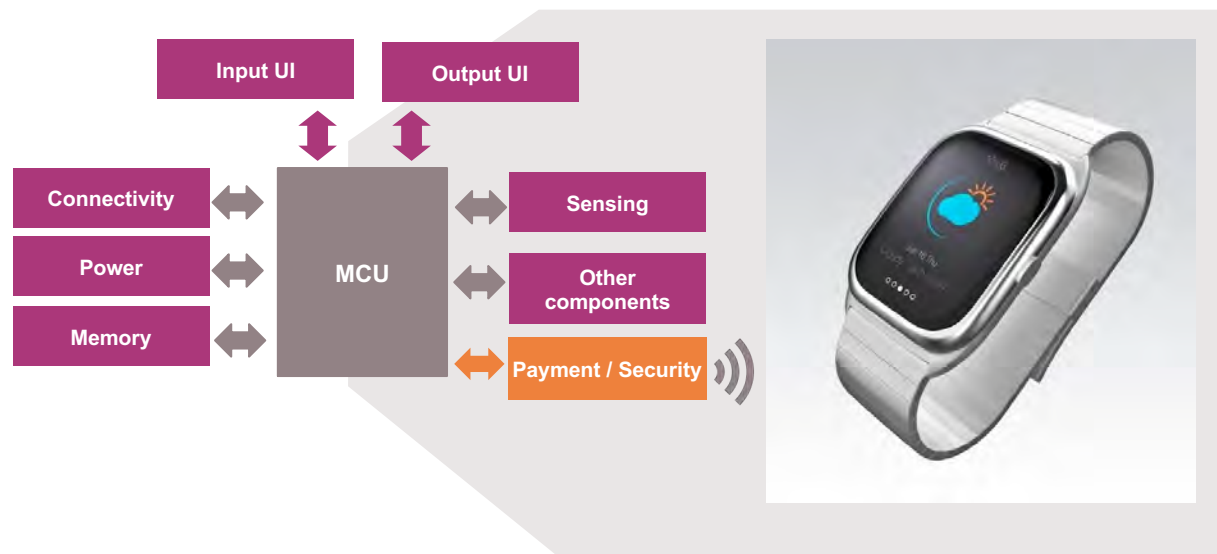 Input UI
Output UI
Connectivity
Power
Memory
MCU
Sensing
Other
components
Payment / Security